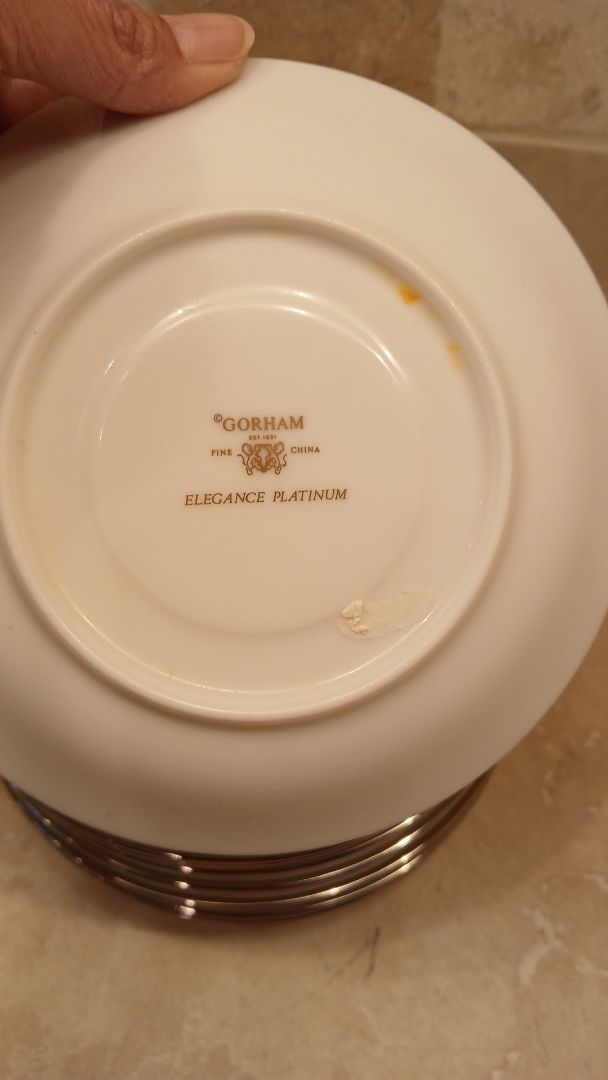 ©GORHAM
EST. 1831
FINE CHINA
ELEGANCE PLATINUM